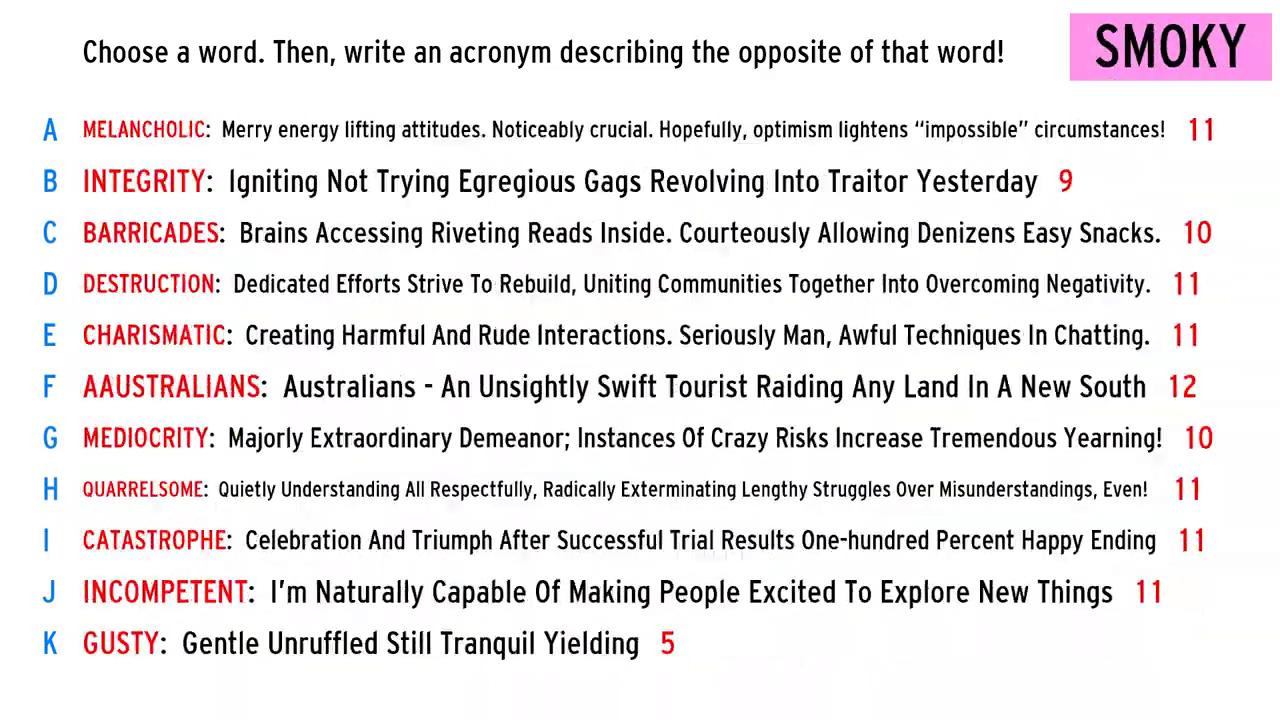 Choose a word. Then, write an acronym describing the opposite of that word!
SMOKY
A MELANCHOLIC: Merry energy lifting attitudes. Noticeably crucial. Hopefully, optimism lightens “impossible” circumstances! 11
B INTEGRITY: Igniting Not Trying Egregious Gags Revolving Into Traitor Yesterday 9
C BARRICADES: Brains Accessing Riveting Reads Inside. Courteously Allowing Denizens Easy Snacks. 10
D DESTRUCTION: Dedicated Efforts Strive To Rebuild, Uniting Communities Together Into Overcoming Negativity. 11
E CHARISMATIC: Creating Harmful And Rude Interactions. Seriously Man, Awful Techniques In Chatting. 11
F AAUSTRALIANS: Australians - An Unsightly Swift Tourist Raiding Any Land In A New South 12
G MEDIOCRITY: Majorly Extraordinary Demeanor; Instances Of Crazy Risks Increase Tremendous Yearning! 10
H QUARRELSOME: Quietly Understanding All Respectfully, Radically Exterminating Lengthy Struggles Over Misunderstandings, Even! 11
I CATASTROPHE: Celebration And Triumph After Successful Trial Results One-hundred Percent Happy Ending 11
J INCOMPETENT: I’m Naturally Capable Of Making People Excited To Explore New Things 11
K GUSTY: Gentle Unruffled Still Tranquil Yielding 5